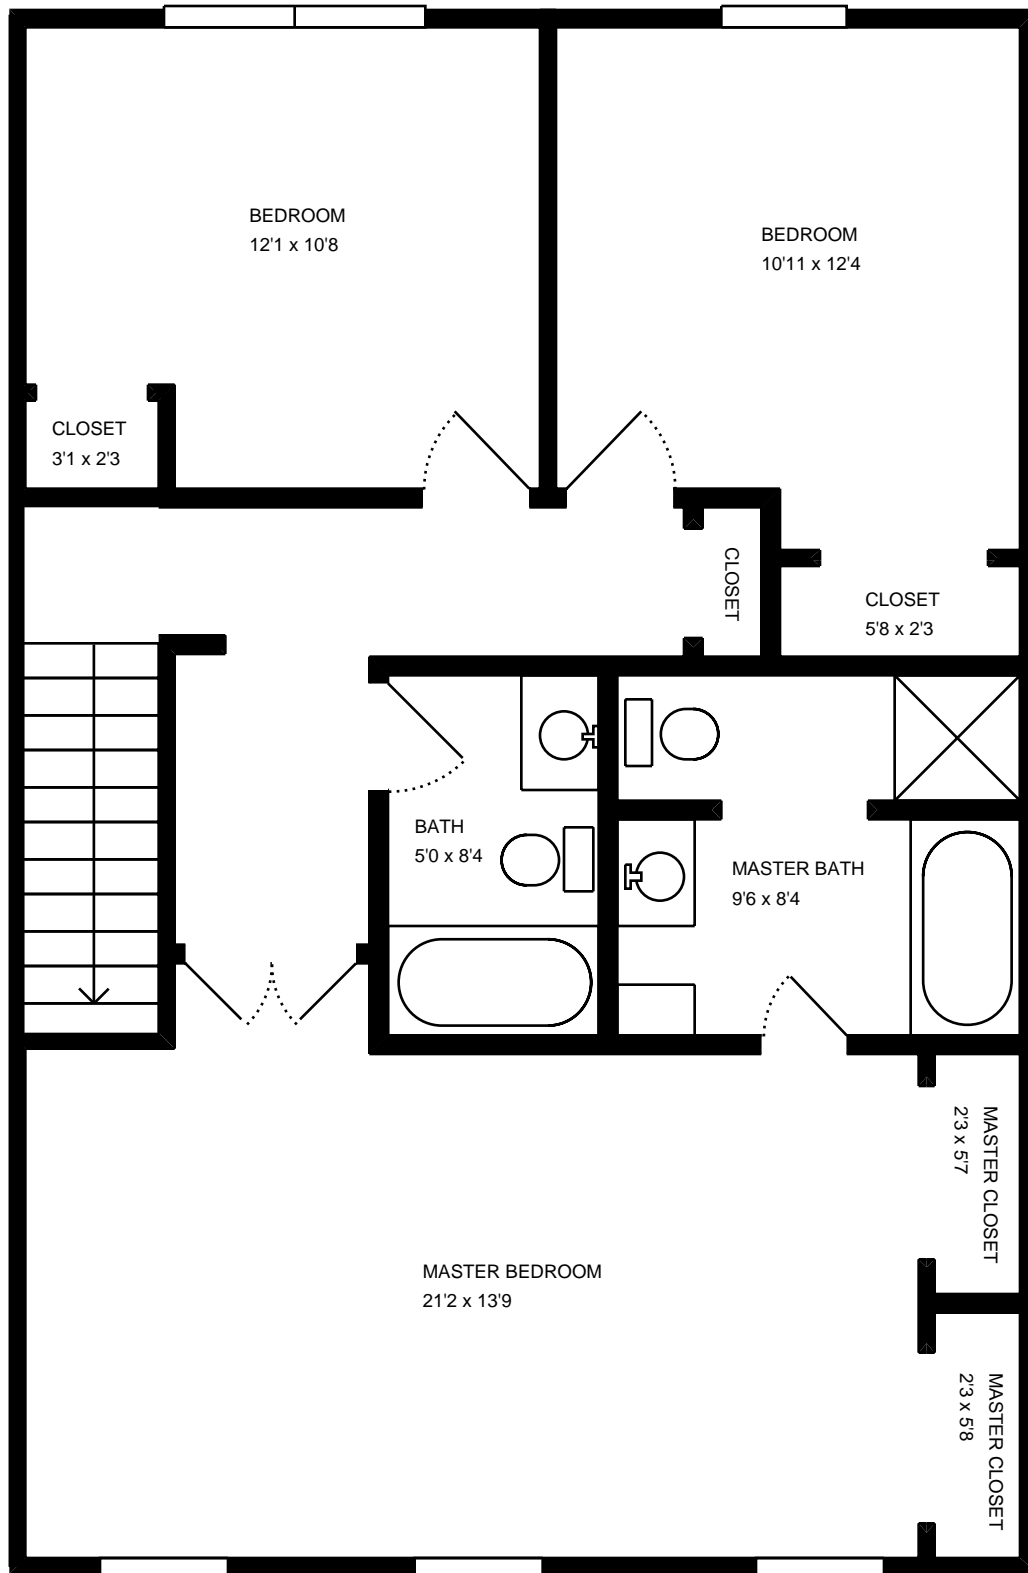 BEDROOM
12'1 x 10'8
BEDROOM
10'11 x 12'4
CLOSET
3'1 x 2'3
CLOSET
CLOSET
5'8 x 2'3
BATH
5'0 x 8'4
MASTER BATH
9'6 x 8'4
MASTER CLOSET
2'3 x 5'7
MASTER BEDROOM
21'2 x 13'9
MASTER CLOSET
2'3 x 5'8